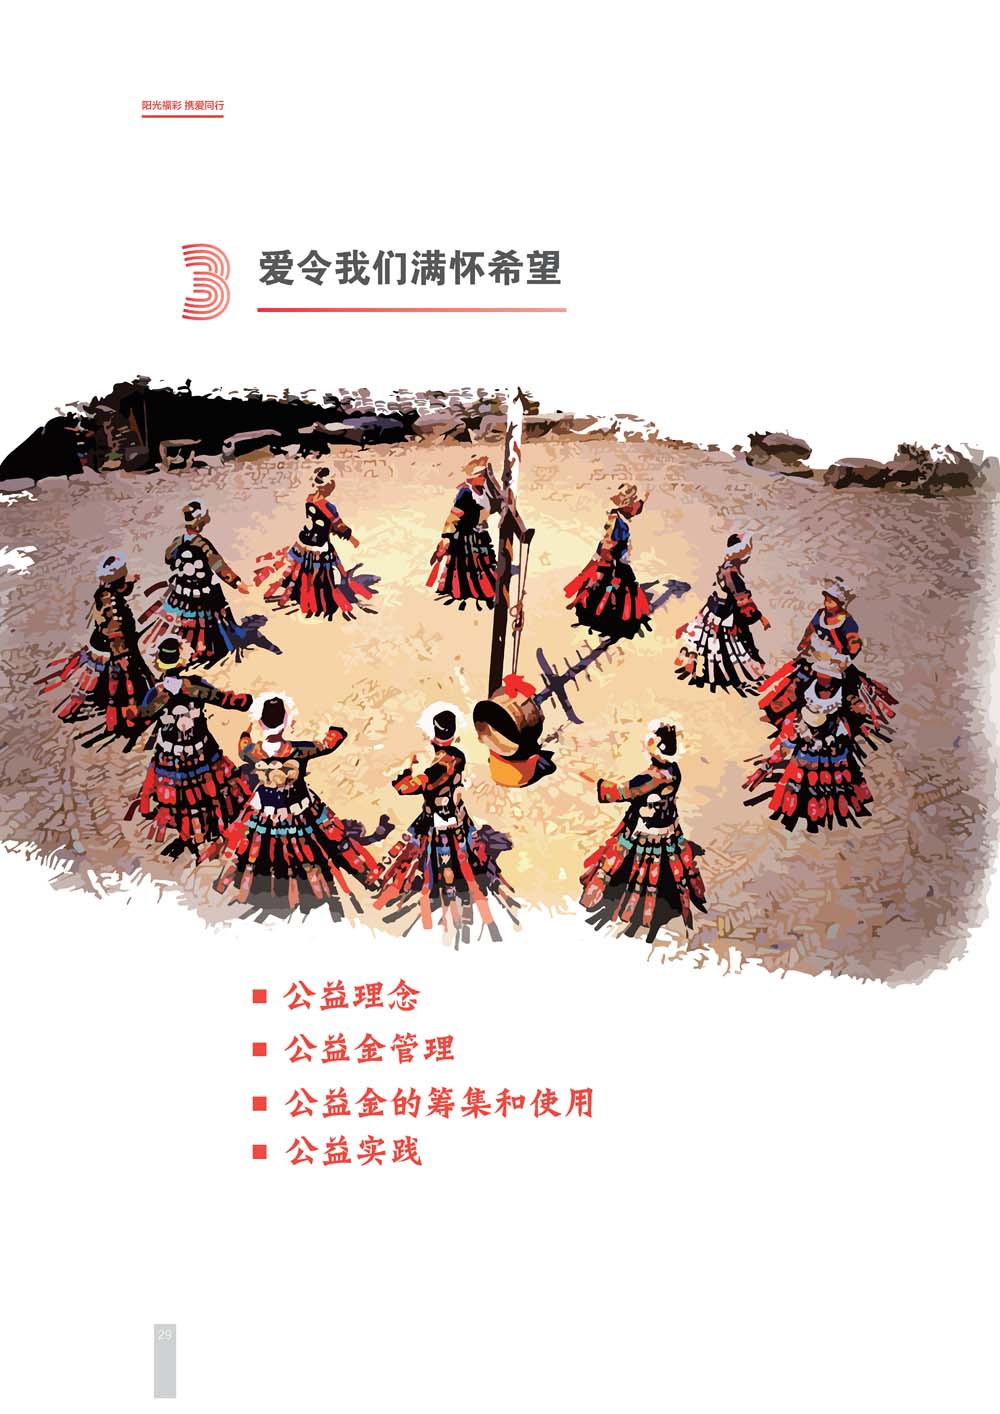 阳光福彩 携爱同行
3 爱令我们满怀希望
■ 公益理念
■ 公益金管理
■ 公益金的筹集和使用
■ 公益实践
29